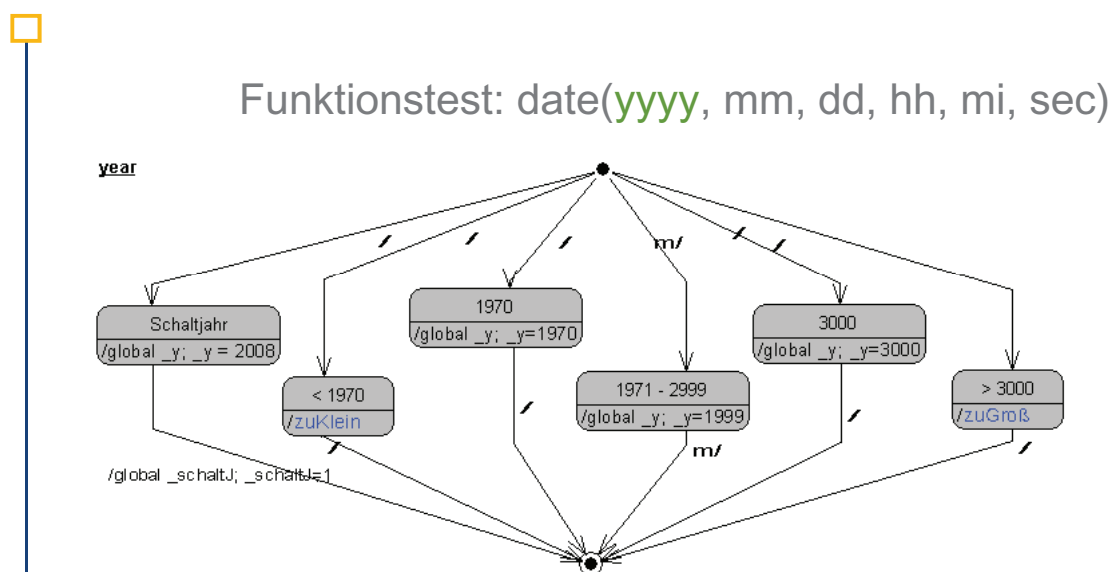 Funktionstest: date(yyyy, mm, dd, hh, mi, sec)
year
/ / / m/ / /
Schaltjahr
/global _y; _y = 2008
< 1970
/zuKlein
1970
/global _y; _y=1970
1971 - 2999
/global _y; _y=1999
3000
/global _y; _y=3000
> 3000
/zuGroß
/ / m/ / /
/global _schaltJ; _schaltJ=1